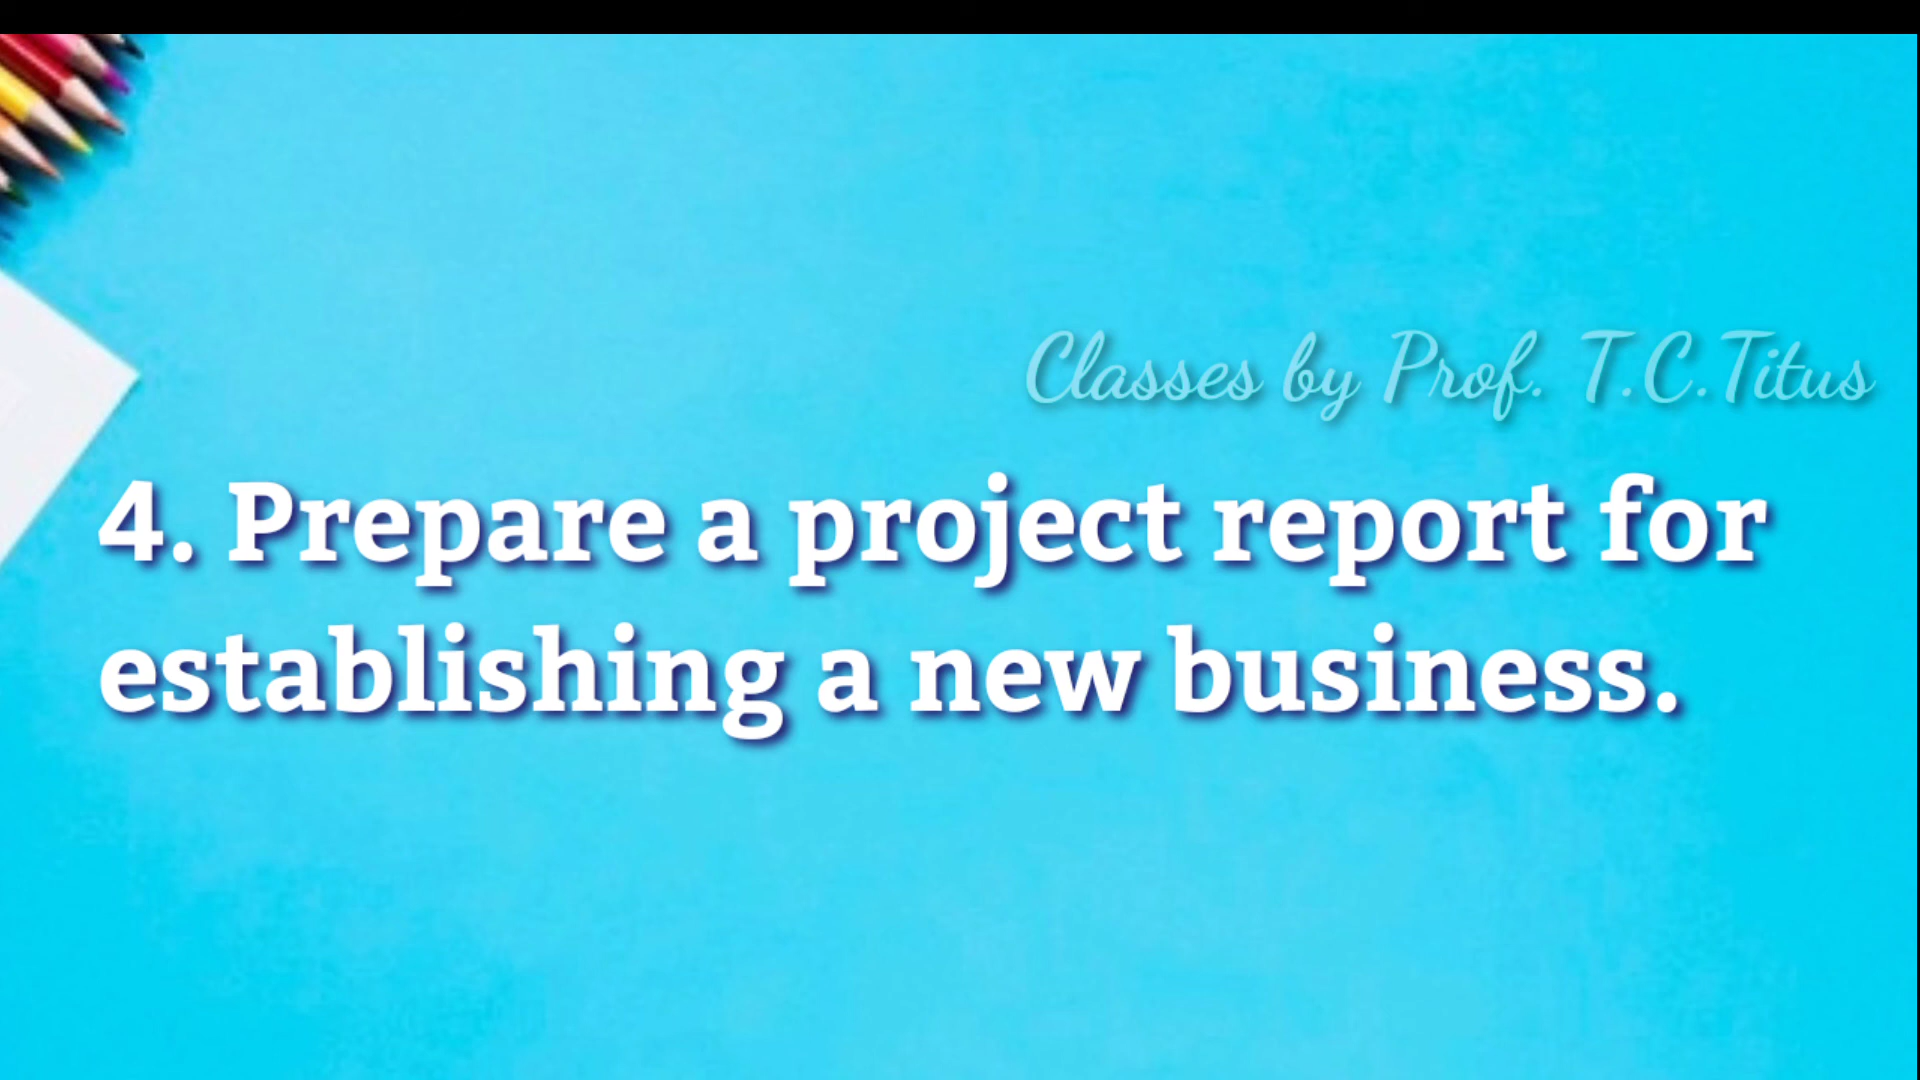 Classes by Prof. T.C.Titus
4. Prepare a project report for
establishing a new business.